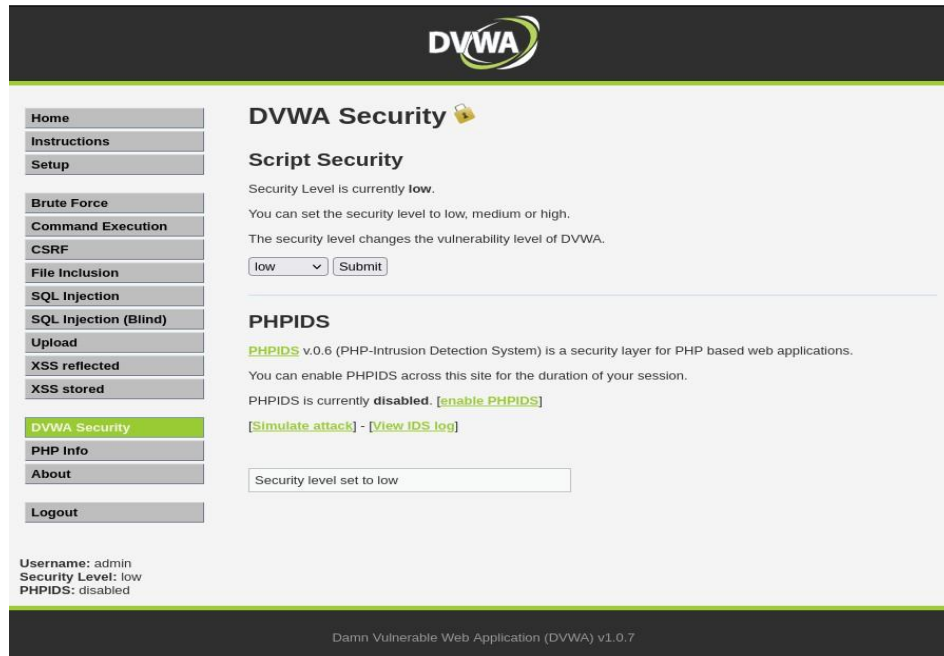 DVWA
Home
Instructions
Setup
Brute Force
Command Execution
CSRF
File Inclusion
SQL Injection
SQL Injection (Blind)
Upload
XSS reflected
XSS stored
DVWA Security
PHP Info
About
Logout
Username: admin
Security Level: low
PHPIDS: disabled
DVWA Security
Script Security
Security Level is currently low.
You can set the security level to low, medium or high.
The security level changes the vulnerability level of DVWA.
low Submit
PHPIDS
PHPIDS v.0.6 (PHP-Intrusion Detection System) is a security layer for PHP based web applications.
You can enable PHPIDS across this site for the duration of your session.
PHPIDS is currently disabled. [enable PHPIDS]
[Simulate attack] - [View IDS log]
Security level set to low
Damn Vulnerable Web Application (DVWA) v1.0.7